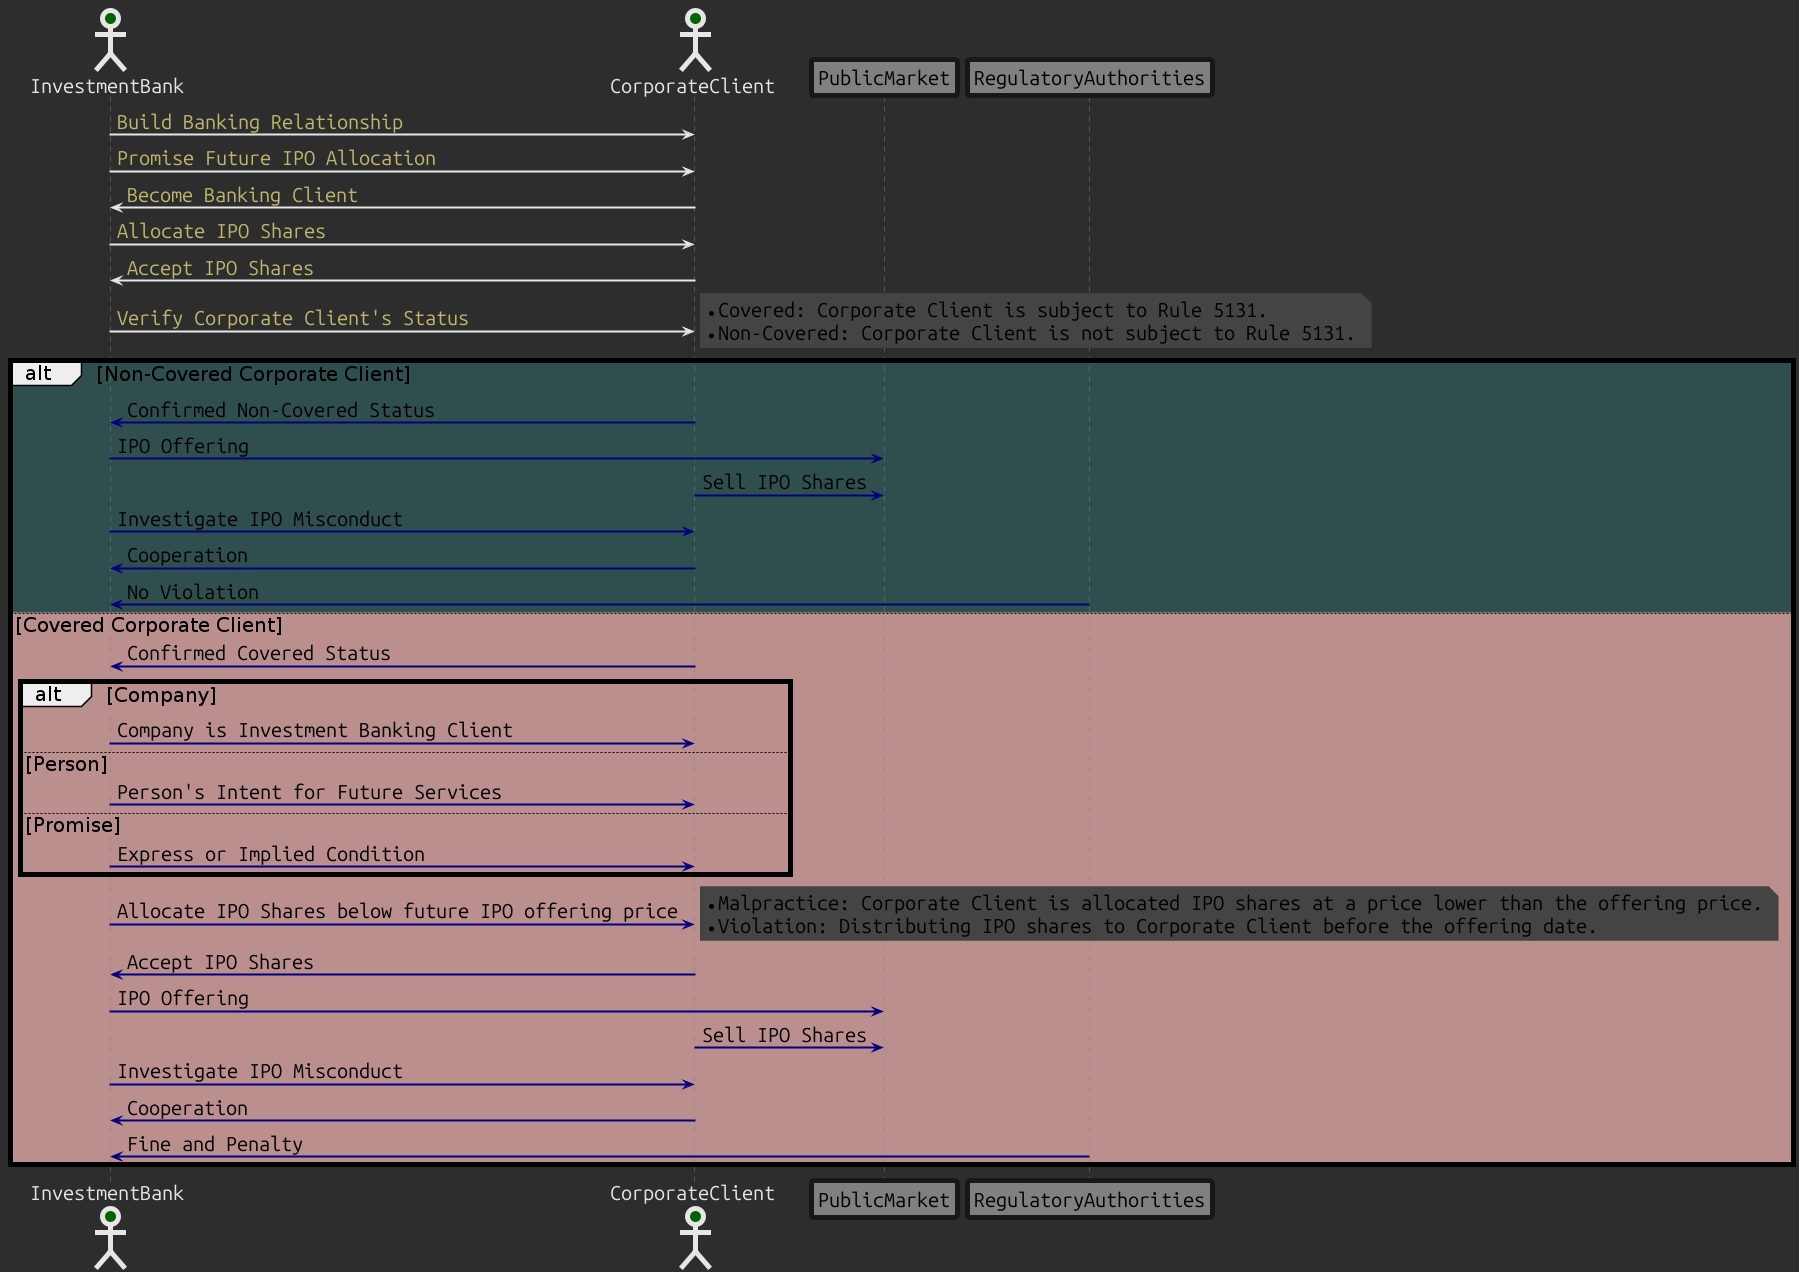 InvestmentBank
CorporateClient
PublicMarket
RegulatoryAuthorities
Build Banking Relationship
Promise Future IPO Allocation
Become Banking Client
Allocate IPO Shares
Accept IPO Shares
Verify Corporate Client's Status
•Covered: Corporate Client is subject to Rule 5131.
•Non-Covered: Corporate Client is not subject to Rule 5131.
alt [Non-Covered Corporate Client]
Confirmed Non-Covered Status
IPO Offering
Sell IPO Shares
Investigate IPO Misconduct
Cooperation
No Violation
[Covered Corporate Client]
Confirmed Covered Status
alt [Company]
Company is Investment Banking Client
[Person]
Person's Intent for Future Services
[Promise]
Express or Implied Condition
Allocate IPO Shares below future IPO offering price
•Malpractice: Corporate Client is allocated IPO shares at a price lower than the offering price.
•Violation: Distributing IPO shares to Corporate Client before the offering date.
Accept IPO Shares
IPO Offering
Sell IPO Shares
Investigate IPO Misconduct
Cooperation
Fine and Penalty
InvestmentBank
CorporateClient
PublicMarket
RegulatoryAuthorities